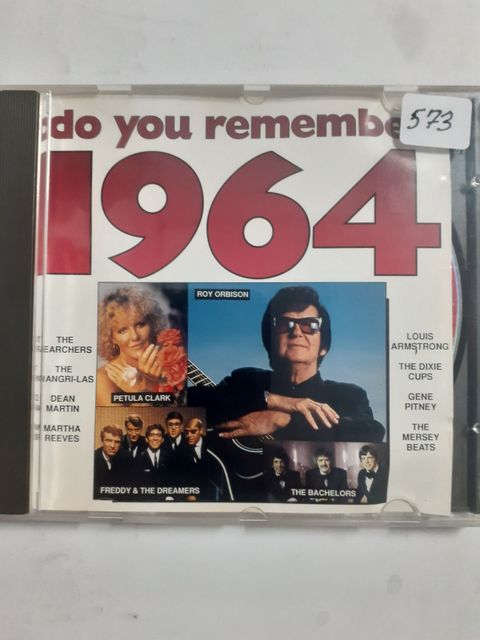 do you remembe
573
1964
ROY ORBISON
THE
EARCHERS
THE
HANGRI-LAS
DEAN
MARTIN
MARTHA
REEVES
PETULA CLARK
FREDDY & THE DREAMERS
THE BACHELORS
LOUIS
ARMSTRONG
THE DIXIE
CUPS
GENE
PITNEY
THE
MERSEY
BEATS